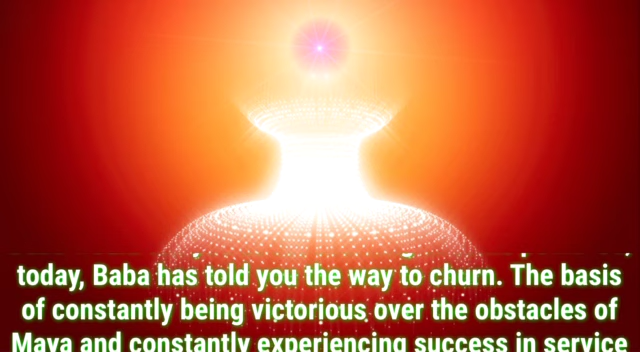 today, Baba has told you the way to churn. The basis
of constantly being victorious over the obstacles of
Maya and constantly experiencing success in service